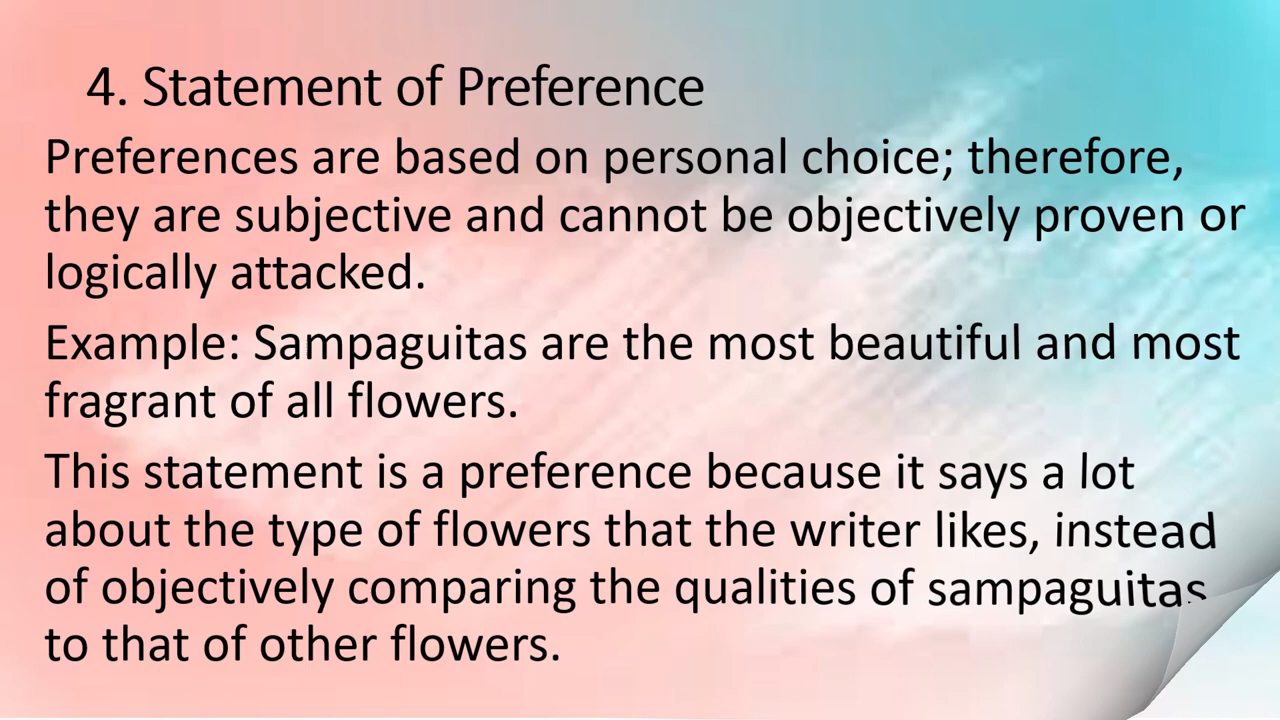 4. Statement of Preference
Preferences are based on personal choice; therefore,
they are subjective and cannot be objectively proven or
logically attacked.
Example: Sampaguitas are the most beautiful and most
fragrant of all flowers.
This statement is a preference because it says a lot
about the type of flowers that the writer likes, instead
of objectively comparing the qualities of sampaguitas
to that of other flowers.